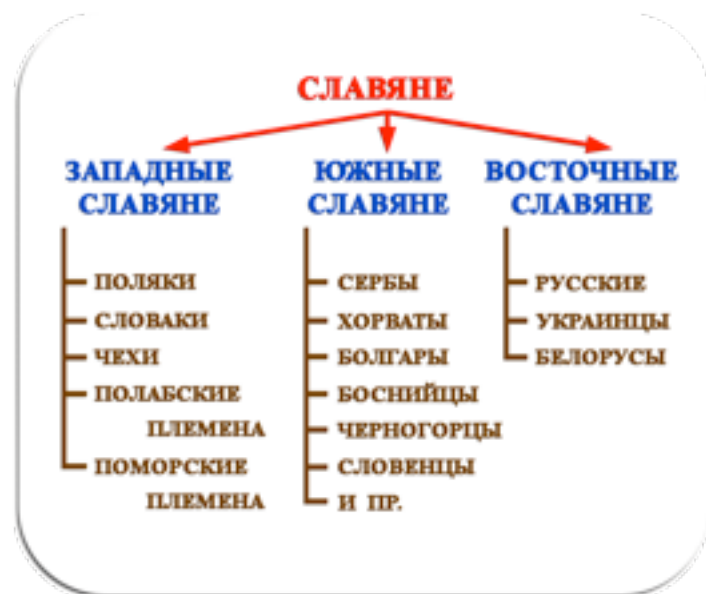 СЛАВЯНЕ
ЗАПАДНЫЕ
СЛАВЯНЕ
ПОЛЯКИ
СЛОВАКИ
ЧЕХИ
ПОЛАБСКИЕ
ПЛЕМЕНА
ПОМОРСКИЕ
ПЛЕМЕНА
ЮЖНЫЕ
СЛАВЯНЕ
СЕРБЫ
ХОРВАТЫ
БОЛГАРЫ
БОСНИЙЦЫ
ЧЕРНОГОРЦЫ
СЛОВЕНЦЫ
И ПР.
ВОСТОЧНЫЕ
СЛАВЯНЕ
РУССКИЕ
УКРАИНЦЫ
БЕЛОРУСЫ